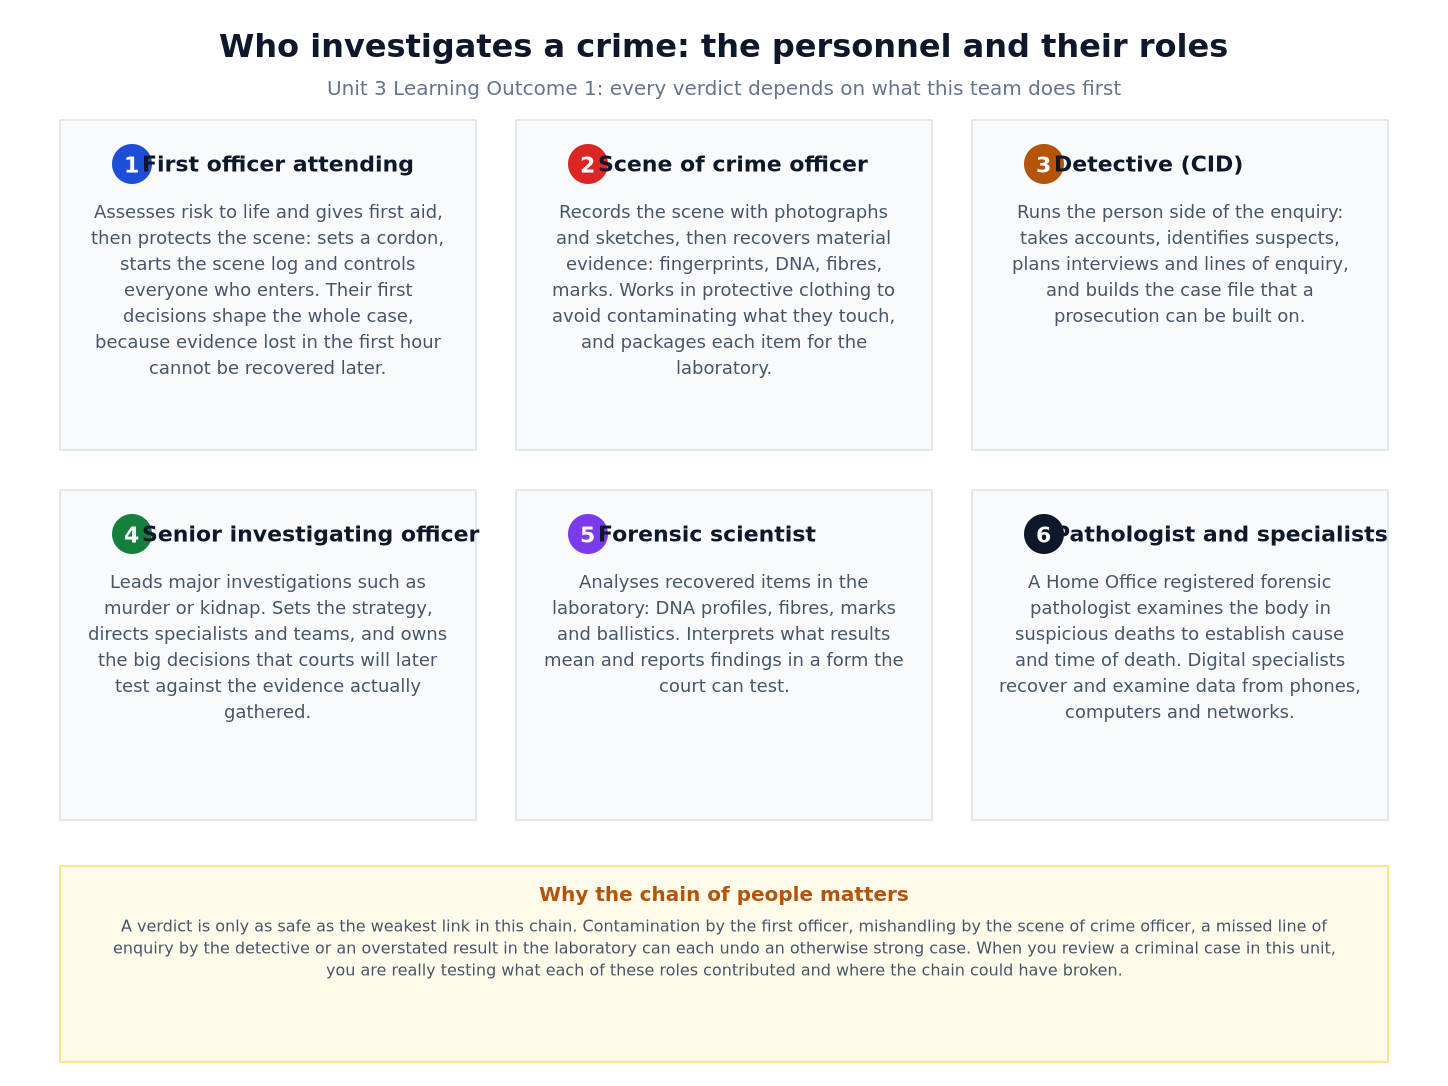 Who investigates a crime: the personnel and their roles
Unit 3 Learning Outcome 1: every verdict depends on what this team does first
1 First officer attending
Assesses risk to life and gives first aid,
then protects the scene: sets a cordon,
starts the scene log and controls
everyone who enters. Their first
decisions shape the whole case,
because evidence lost in the first hour
cannot be recovered later.
2 Scene of crime officer
Records the scene with photographs
and sketches, then recovers material
evidence: fingerprints, DNA, fibres,
marks. Works in protective clothing to
avoid contaminating what they touch,
and packages each item for the
laboratory.
3 Detective (CID)
Runs the person side of the enquiry:
takes accounts, identifies suspects,
plans interviews and lines of enquiry,
and builds the case file that a
prosecution can be built on.
4 Senior investigating officer
Leads major investigations such as
murder or kidnap. Sets the strategy,
directs specialists and teams, and owns
the big decisions that courts will later
test against the evidence actually
gathered.
5 Forensic scientist
Analyses recovered items in the
laboratory: DNA profiles, fibres, marks
and ballistics. Interprets what results
mean and reports findings in a form the
court can test.
6 Pathologist and specialists
A Home Office registered forensic
pathologist examines the body in
suspicious deaths to establish cause
and time of death. Digital specialists
recover and examine data from phones,
computers and networks.
Why the chain of people matters
A verdict is only as safe as the weakest link in this chain. Contamination by the first officer, mishandling by the scene of crime officer, a missed line of
enquiry by the detective or an overstated result in the laboratory can each undo an otherwise strong case. When you review a criminal case in this unit,
you are really testing what each of these roles contributed and where the chain could have broken.